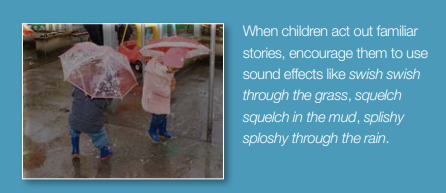 When children act out familiar
stories, encourage them to use
sound effects like swish swish
through the grass, squelch
squelch in the mud, splishy
sploshy through the rain.